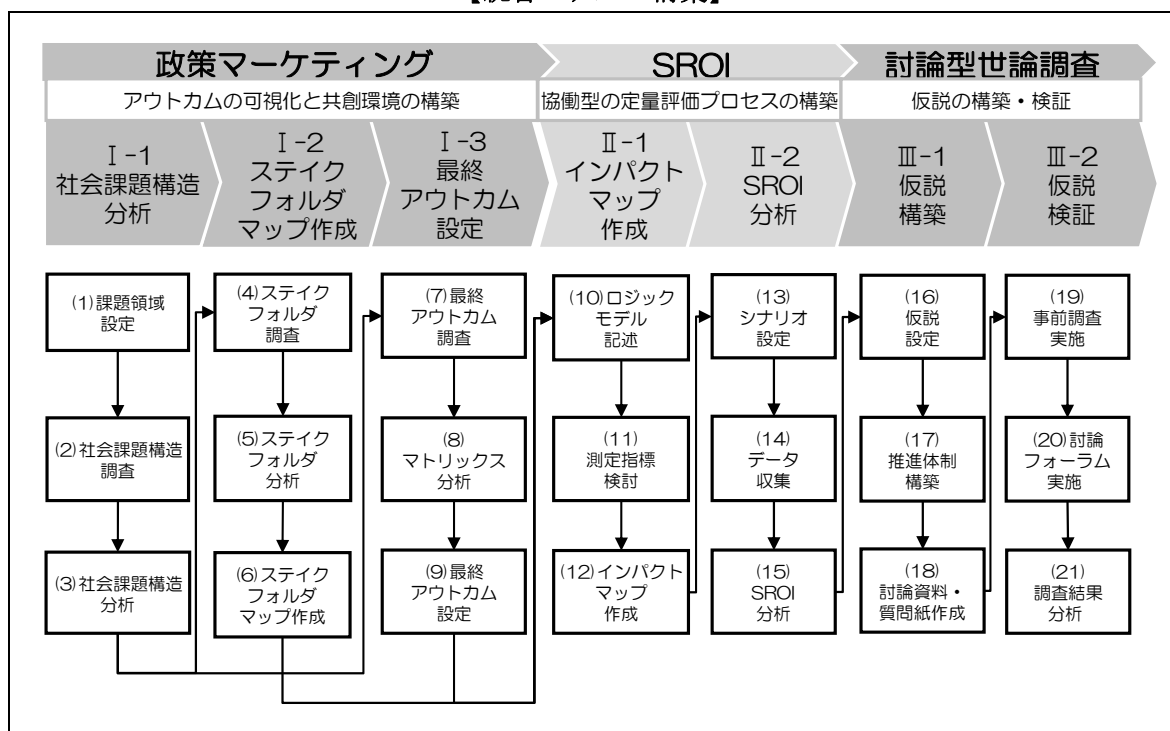 政策マーケティング
SROI
討論型世論調査
アウトカムの可視化と共創環境の構築
協働型の定量評価プロセスの構築
仮説の構築・検証
Ⅰ-1
社会課題構造
分析
Ⅰ-2
ステイク
フォルダ
マップ作成
Ⅰ-3
最終
アウトカム
設定
Ⅱ-1
インパクト
マップ
作成
Ⅱ-2
SROI
分析
Ⅲ-1
仮説
構築
Ⅲ-2
仮説
検証
(1)課題領域
設定
(4)ステイク
フォルダ
調査
(7)最終
アウトカム
調査
(10)ロジック
モデル
記述
(13)
シナリオ
設定
(16)
仮説
設定
(19)
事前調査
実施
(2)社会課題構造
調査
(5)ステイク
フォルダ
分析
(8)
マトリックス
分析
(11)
測定指標
検討
(14)
データ
収集
(17)
推進体制
構築
(20)討論
フォーラム
実施
(3)社会課題構造
分析
(6)ステイク
フォルダ
マップ作成
(9)最終
アウトカム
設定
(12)インパクト
マップ
作成
(15)
SROI
分析
(18)
討論資料・
質問紙作成
(21)
調査結果
分析